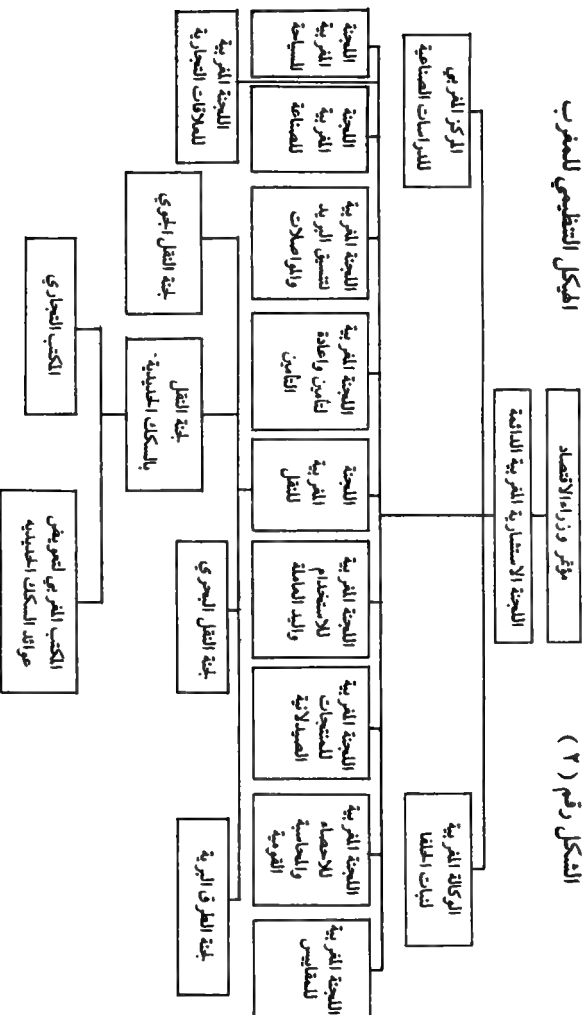 الشكل رقم ( ٢ )
الهيكل التنظيمي للمغرب
مؤتمر وزراء الاقتصاد
اللجنة الاستشارية المغربية الدائمة
الوكالة المغربية
لنبات الحلفا
المركز المغربي
للدراسات الصناعية
اللجنة المغربية
للمقاييس
اللجنة المغربية
للاحصاء
والمحاسبة
القومية
اللجنة المغربية
للمنتجات
الصيدلانية
اللجنة المغربية
للاستخدام
واليد العاملة
اللجنة
المغربية
للنقل
اللجنة المغربية
لتأمين واعادة
التأمين
اللجنة المغربية
لتنسيق البريد
والمواصلات
اللجنة
المغربية
للصناعة
اللجنة
المغربية
للسياحة
اللجنة المغربية
للعلاقات التجارية
لجنة الطرق البرية
لجنة النقل البحري
لجنة النقل
بالسكك الحديدية
لجنة النقل الجوي
المكتب المغربي لتعويض
عوائد السكك الحديديه
المكتب التجاري